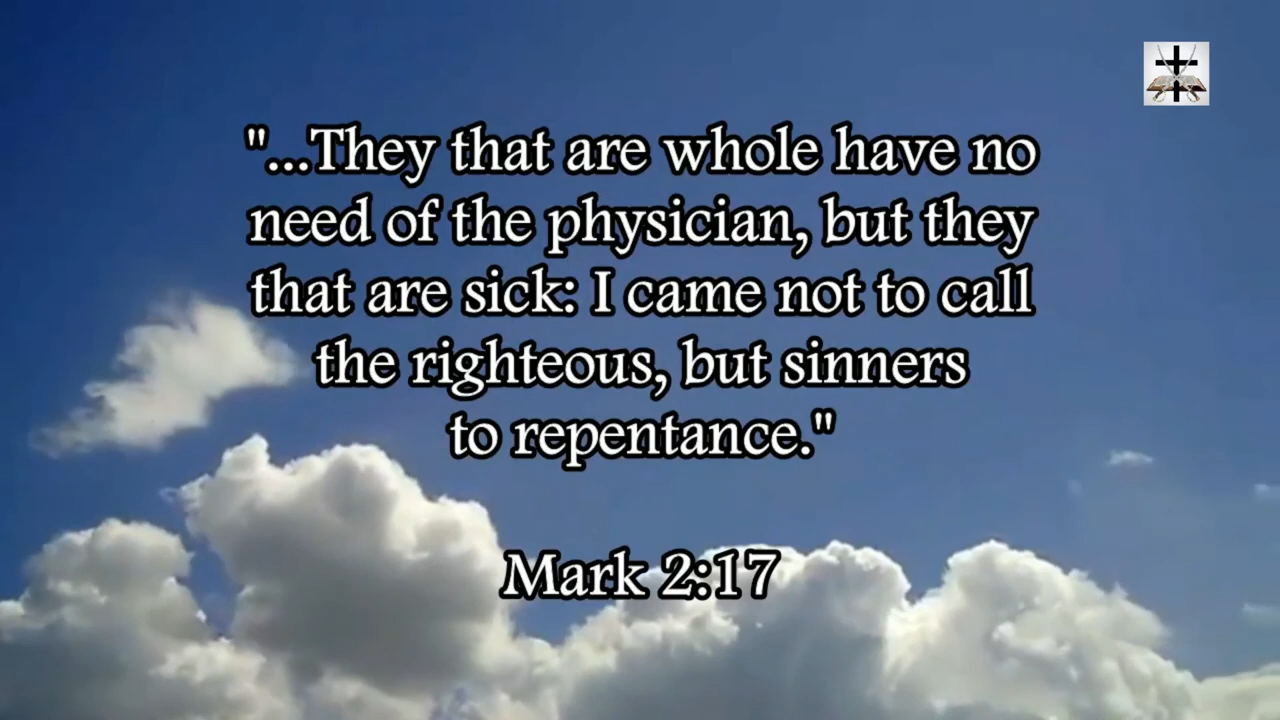 "...They that are whole have no
need of the physician, but they
that are sick: I came not to call
the righteous, but sinners
to repentance."
Mark 2:17